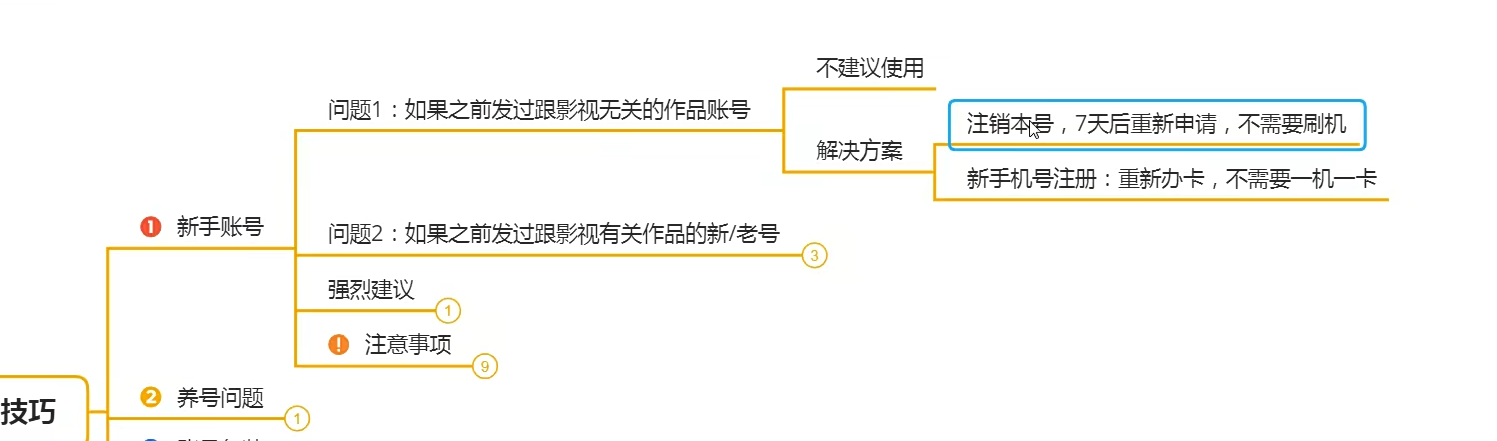 不建议使用
问题1：如果之前发过跟影视无关的作品账号
注销本号，7天后重新申请，不需要刷机
解决方案
新手机号注册：重新办卡，不需要一机一卡
1 新手账号
问题2：如果之前发过跟影视有关作品的新/老号 3
强烈建议 1
! 注意事项 9
2 养号问题 1
技巧